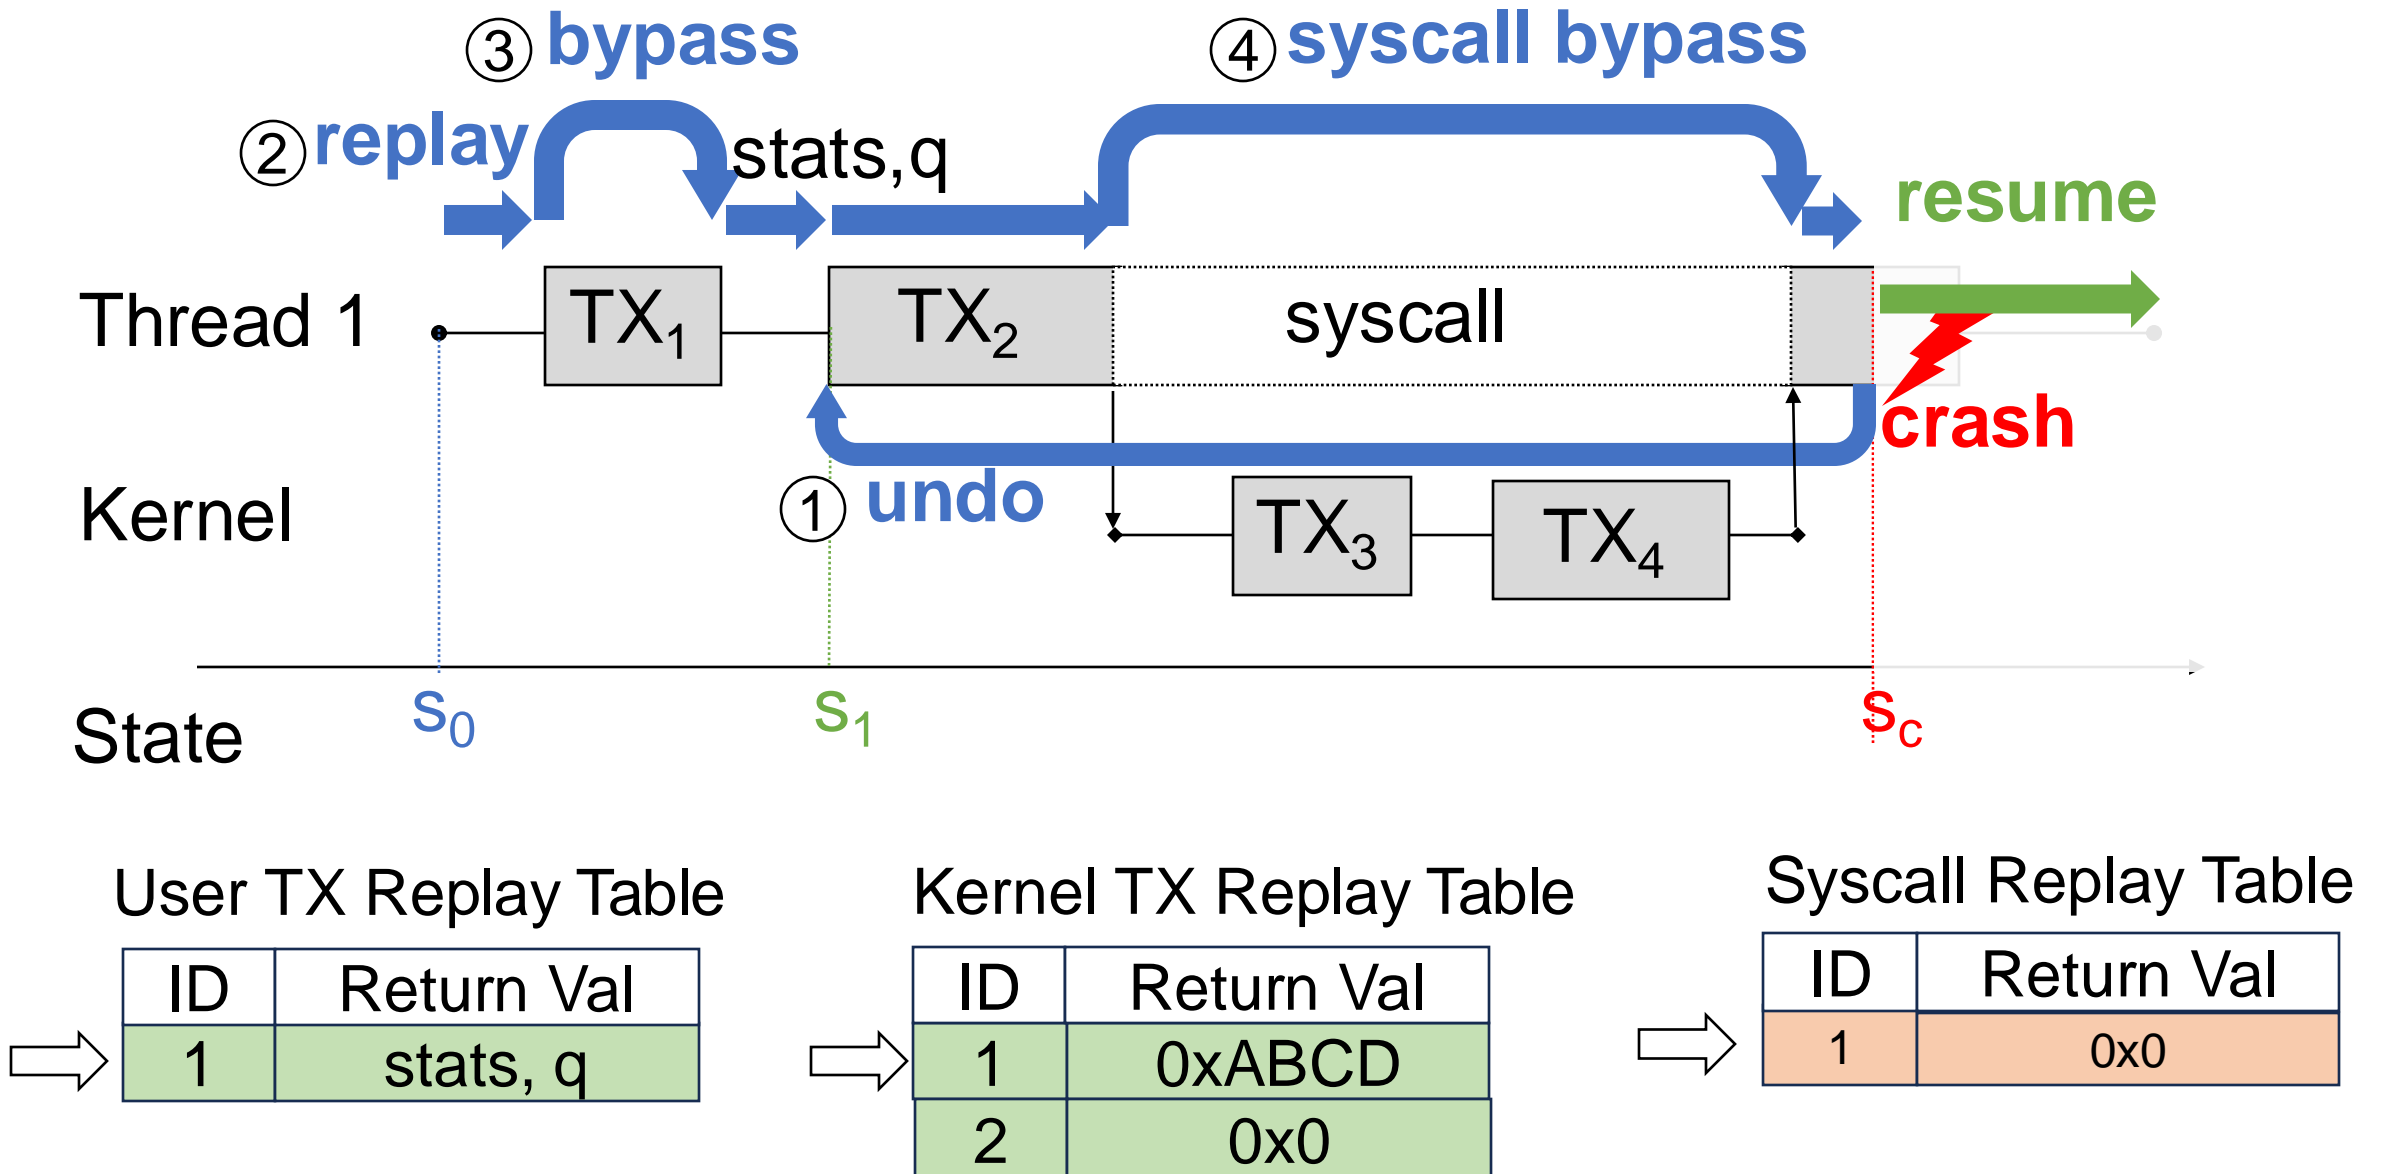 ③ bypass
④ syscall bypass
② replay
stats,q
resume
Thread 1
TX₁
TX₂
syscall
crash
① undo
Kernel
TX₃
TX₄
State
s₀
s₁
s_c
User TX Replay Table
ID Return Val
1 stats, q
Kernel TX Replay Table
ID Return Val
1 0xABCD
2 0x0
Syscall Replay Table
ID Return Val
1 0x0